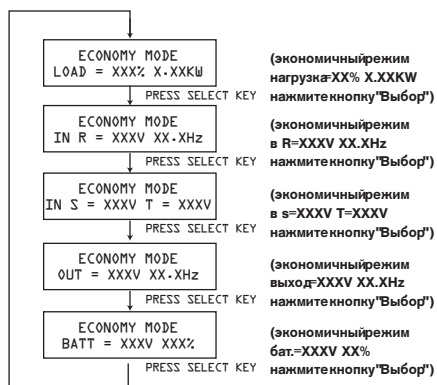 ECONOMY MODE
LOAD = XXX% X.XXKW
(экономичныйрежим
нагрузка=XX% X.XXKW
PRESS SELECT KEY
нажмитекнопку"Выбор")
ECONOMY MODE
IN R = XXXV XX.XHz
(экономичныйрежим
в R=XXXV XX.XHz
PRESS SELECT KEY
нажмитекнопку"Выбор")
ECONOMY MODE
IN S = XXXV T = XXXV
(экономичныйрежим
в s=XXXV T=XXXV
PRESS SELECT KEY
нажмитекнопку"Выбор")
ECONOMY MODE
OUT = XXXV XX.XHz
(экономичныйрежим
выход=XXXV XX.XHz
PRESS SELECT KEY
нажмитекнопку"Выбор")
ECONOMY MODE
BATT = XXXV XXX%
(экономичныйрежим
бат.=XXXV XX%
PRESS SELECT KEY
нажмитекнопку"Выбор")